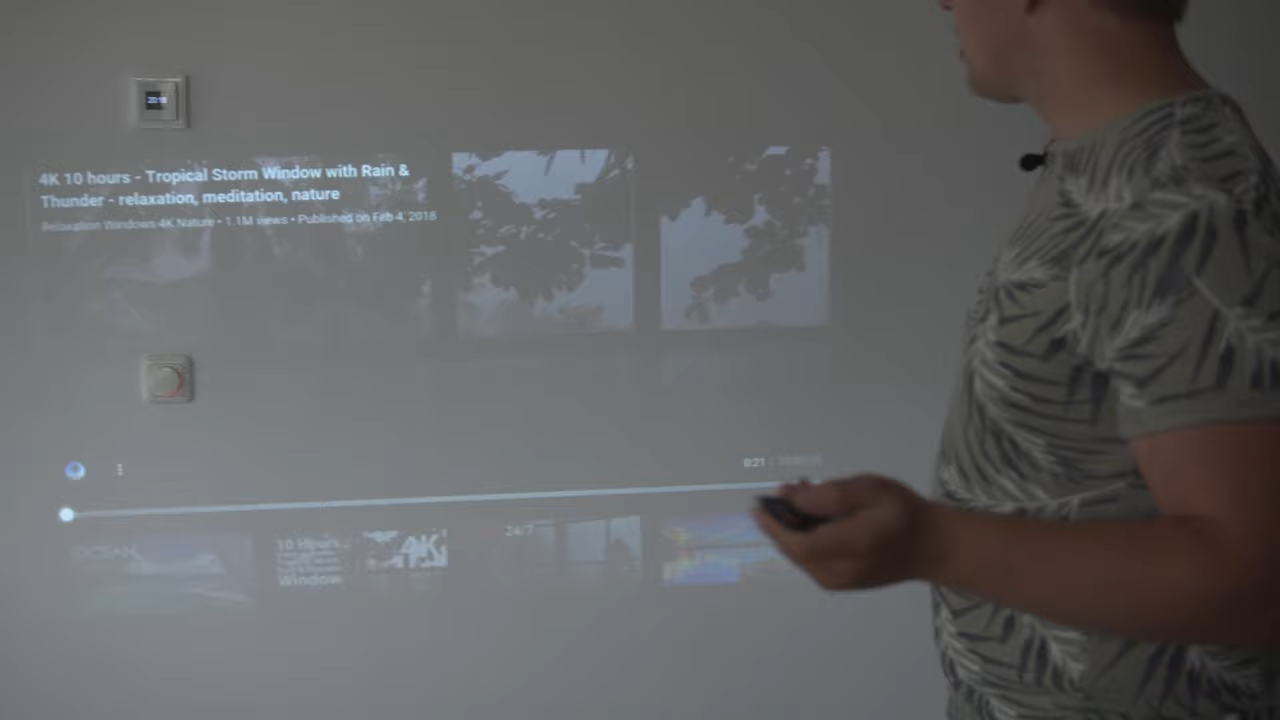 4K 10 hours - Tropical Storm Window with Rain &
Thunder - relaxation, meditation, nature
Relaxation Windows 4K Nature • 1.1M views • Published on Feb 4, 2018
0:21
OCEAN
10 Hours
Window
4K
24/7